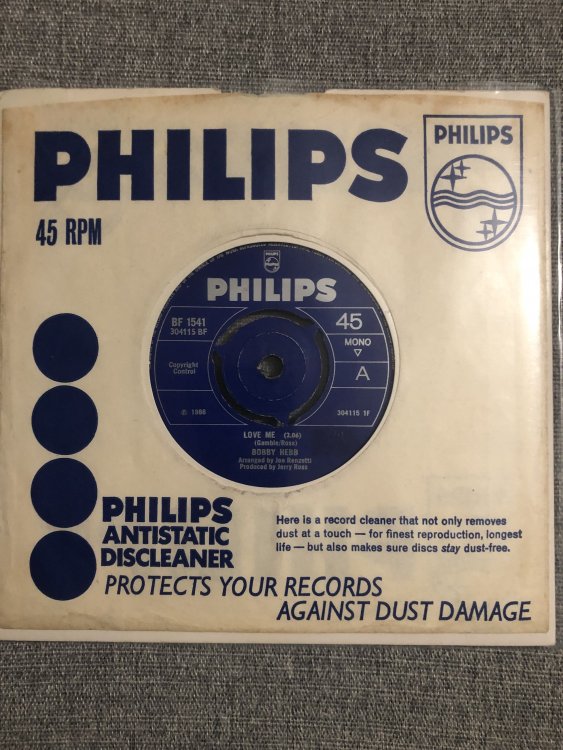 PHILIPS
PHILIPS
45 RPM
PHILIPS
BF 1541
304115 BF
45
MONO
Copyright
Control
A
℗ 1966
304115 1F
LOVE ME (2.06)
(Gamble/Ross)
BOBBY HEBB
Arranged by Joe Renzetti
Produced by Jerry Ross
PHILIPS
ANTISTATIC
DISCLEANER
Here is a record cleaner that not only removes
dust at a touch — for finest reproduction, longest
life — but also makes sure discs stay dust-free.
PROTECTS YOUR RECORDS
AGAINST DUST DAMAGE